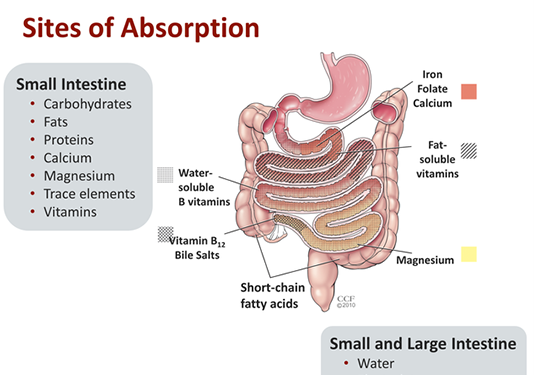 Sites of Absorption
Small Intestine
• Carbohydrates
• Fats
• Proteins
• Calcium
• Magnesium
• Trace elements
• Vitamins
Iron
Folate
Calcium
Fat-
soluble
vitamins
Water-
soluble
B vitamins
Vitamin B₁₂
Bile Salts
Magnesium
Short-chain
fatty acids
CCF
©2010
Small and Large Intestine
• Water